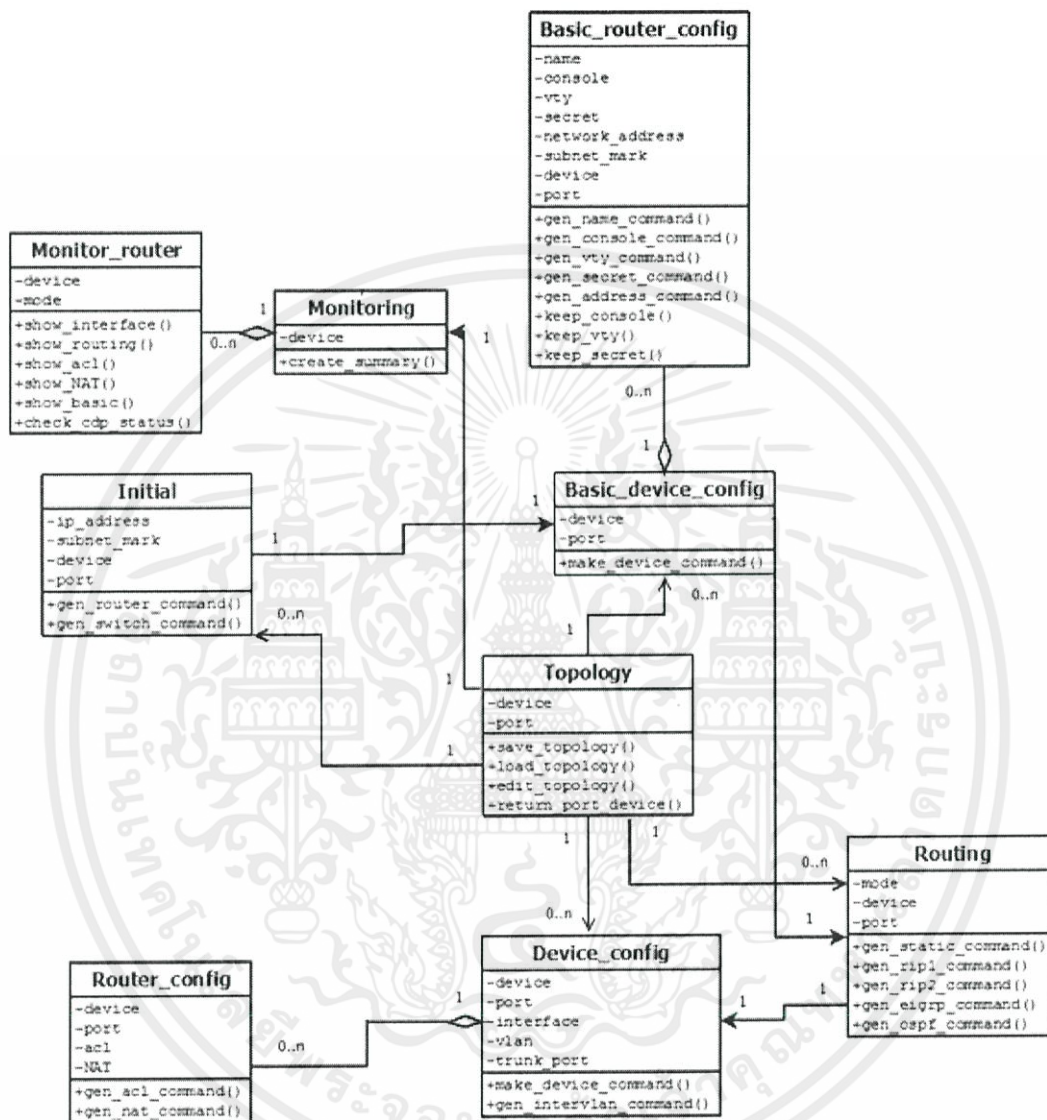 Basic_router_config
-name
-console
-vty
-secret
-network_address
-subnet_mark
-device
-port
+gen_name_command()
+gen_console_command()
+gen_vty_command()
+gen_secret_command()
+gen_address_command()
+keep_console()
+keep_vty()
+keep_secret()
0..n
1
Monitor_router
-device
-mode
+show_interface()
+show_routing()
+show_acl()
+show_NAT()
+show_basic()
+check_cdp_status()
1
0..n
Monitoring
-device
+create_summary()
1
Initial
-ip_address
-subnet_mark
-device
-port
+gen_router_command()
+gen_switch_command()
1
1
0..n
Basic_device_config
-device
-port
+make_device_command()
0..n
1
Topology
-device
-port
+save_topology()
+load_topology()
+edit_topology()
+return_port_device()
1
1
1
1
0..n
0..n
1
Routing
-mode
-device
-port
+gen_static_command()
+gen_rip1_command()
+gen_rip2_command()
+gen_eigrp_command()
+gen_ospf_command()
1
1
Device_config
-device
-port
-interface
-vlan
-trunk_port
+make_device_command()
+gen_intervlan_command()
1
0..n
Router_config
-device
-port
-acl
-NAT
+gen_acl_command()
+gen_nat_command()